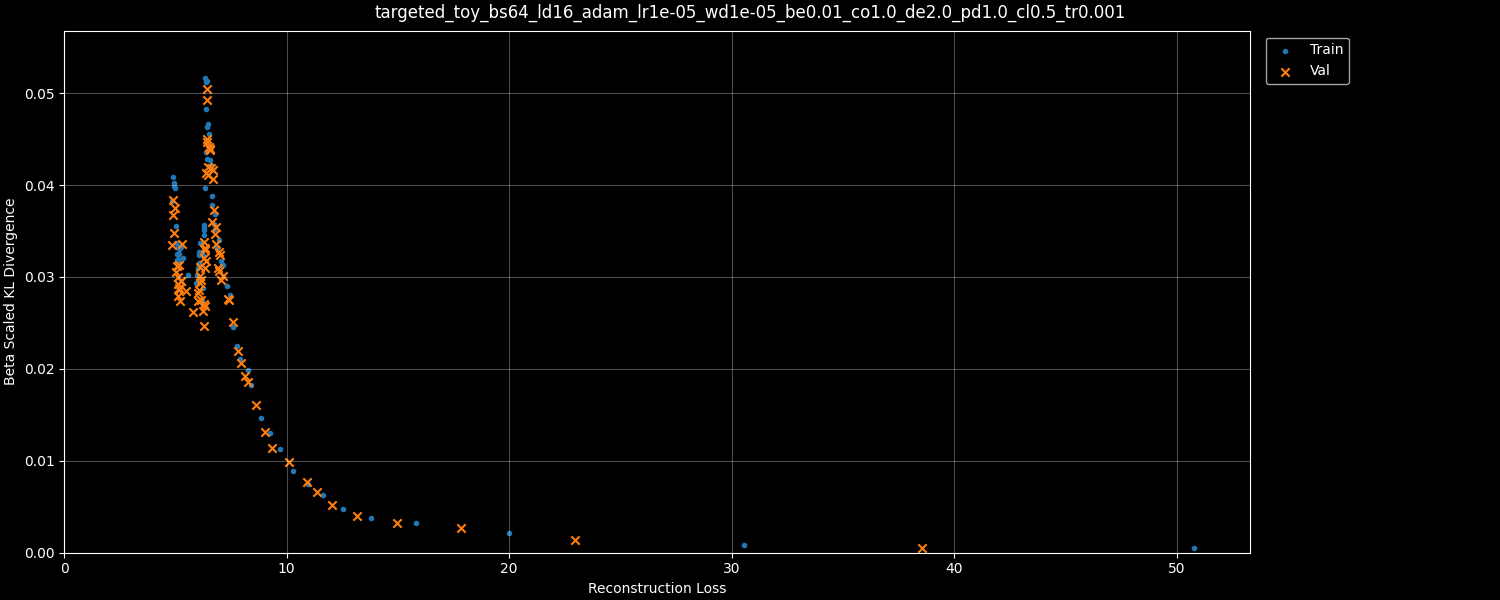 targeted_toy_bs64_ld16_adam_lr1e-05_wd1e-05_be0.01_co1.0_de2.0_pd1.0_cl0.5_tr0.001
Train
Val
Beta Scaled KL Divergence
0.05
0.04
0.03
0.02
0.01
0.00
0
10
20
30
40
50
Reconstruction Loss